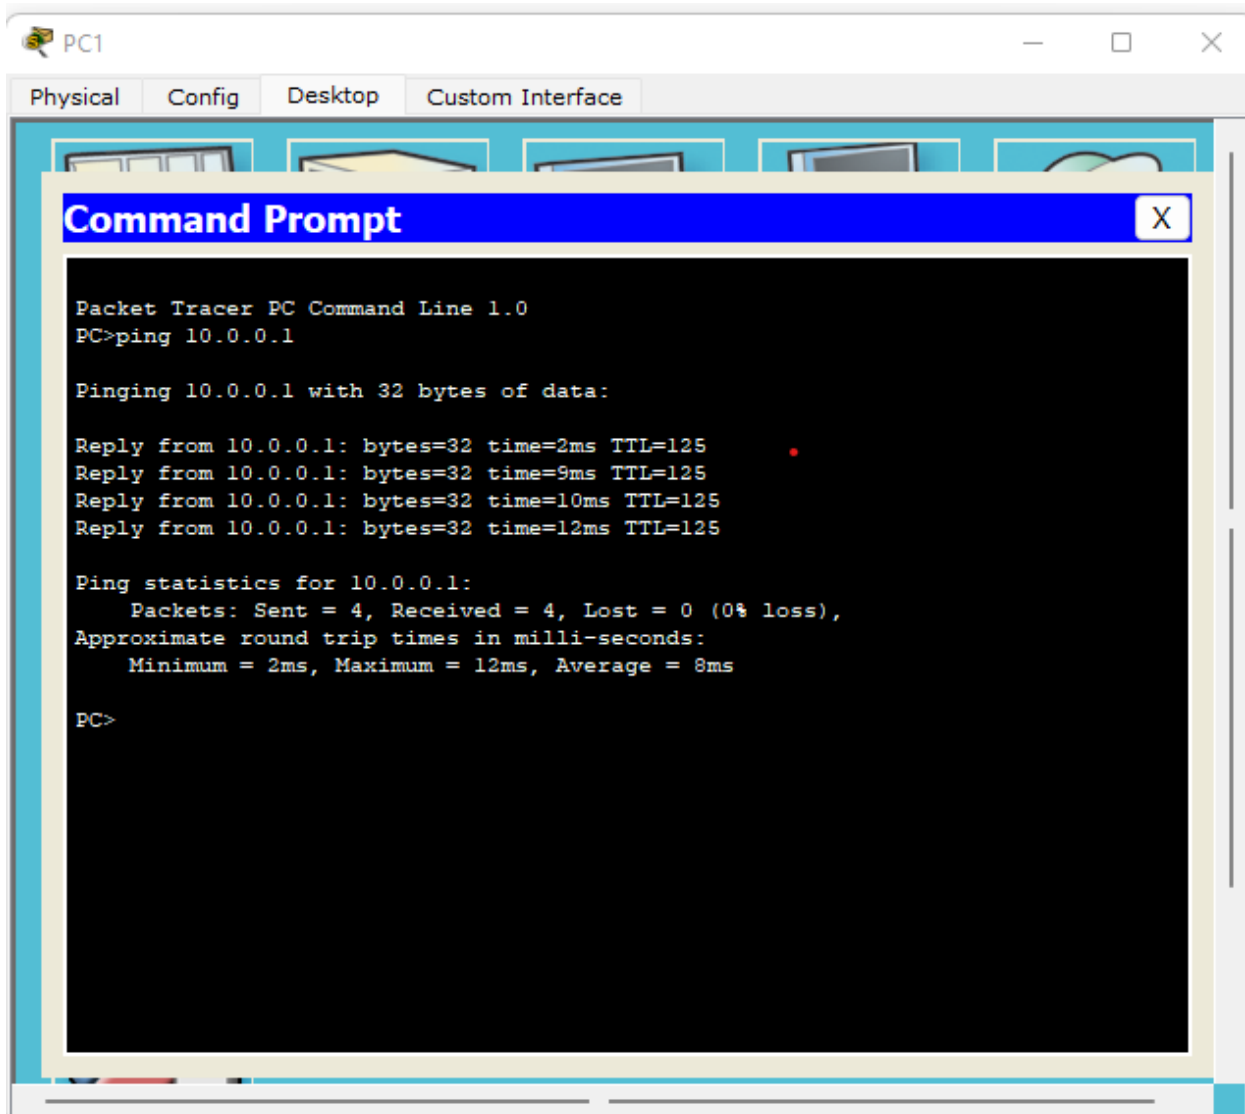 PC1
Physical Config Desktop Custom Interface
Command Prompt X
Packet Tracer PC Command Line 1.0
PC>ping 10.0.0.1
Pinging 10.0.0.1 with 32 bytes of data:
Reply from 10.0.0.1: bytes=32 time=2ms TTL=125
Reply from 10.0.0.1: bytes=32 time=9ms TTL=125
Reply from 10.0.0.1: bytes=32 time=10ms TTL=125
Reply from 10.0.0.1: bytes=32 time=12ms TTL=125
Ping statistics for 10.0.0.1:
Packets: Sent = 4, Received = 4, Lost = 0 (0% loss),
Approximate round trip times in milli-seconds:
Minimum = 2ms, Maximum = 12ms, Average = 8ms
PC>